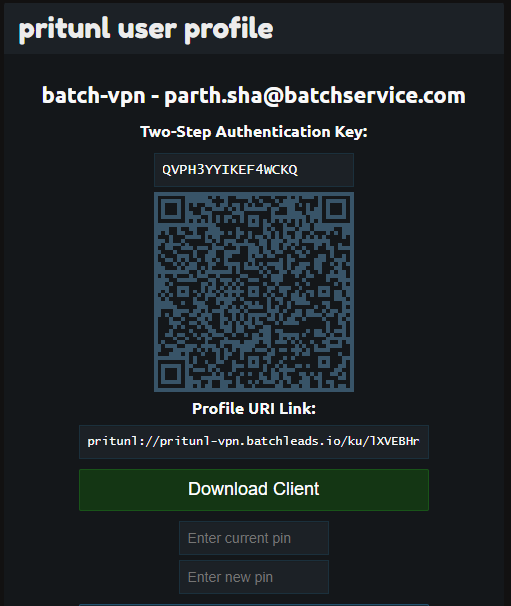 pritunl user profile
batch-vpn - parth.sha@batchservice.com
Two-Step Authentication Key:
QVPH3YYIKEF4WCKQ
Profile URI Link:
pritunl://pritunl-vpn.batchleads.io/ku/lXVEBHr
Download Client
Enter current pin
Enter new pin